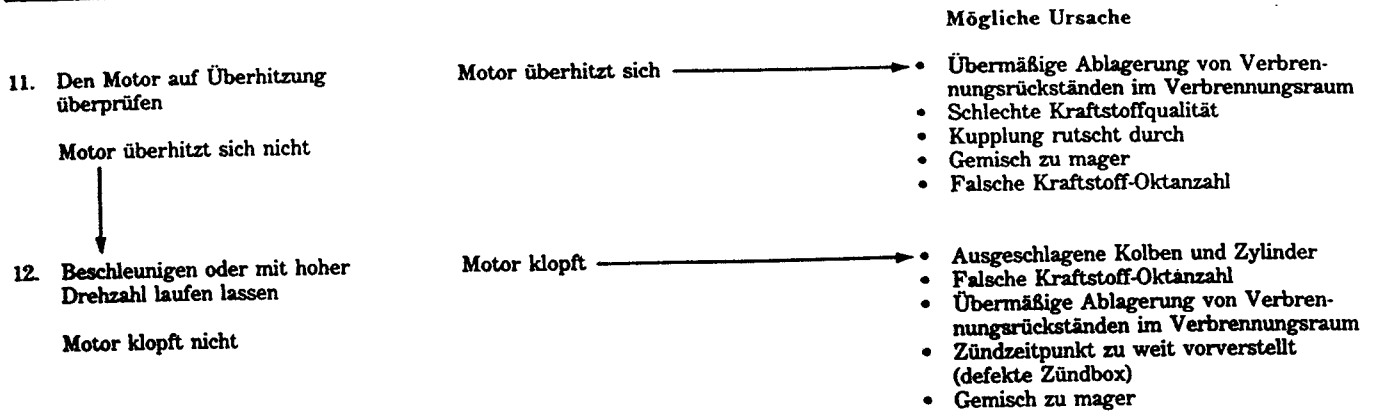 Mögliche Ursache
11. Den Motor auf Überhitzung
überprüfen
Motor überhitzt sich nicht
Motor überhitzt sich
• Übermäßige Ablagerung von Verbren-
nungsrückständen im Verbrennungsraum
• Schlechte Kraftstoffqualität
• Kupplung rutscht durch
• Gemisch zu mager
• Falsche Kraftstoff-Oktanzahl
12. Beschleunigen oder mit hoher
Drehzahl laufen lassen
Motor klopft nicht
Motor klopft
• Ausgeschlagene Kolben und Zylinder
• Falsche Kraftstoff-Oktanzahl
• Übermäßige Ablagerung von Verbren-
nungsrückständen im Verbrennungsraum
• Zündzeitpunkt zu weit vorverstellt
(defekte Zündbox)
• Gemisch zu mager